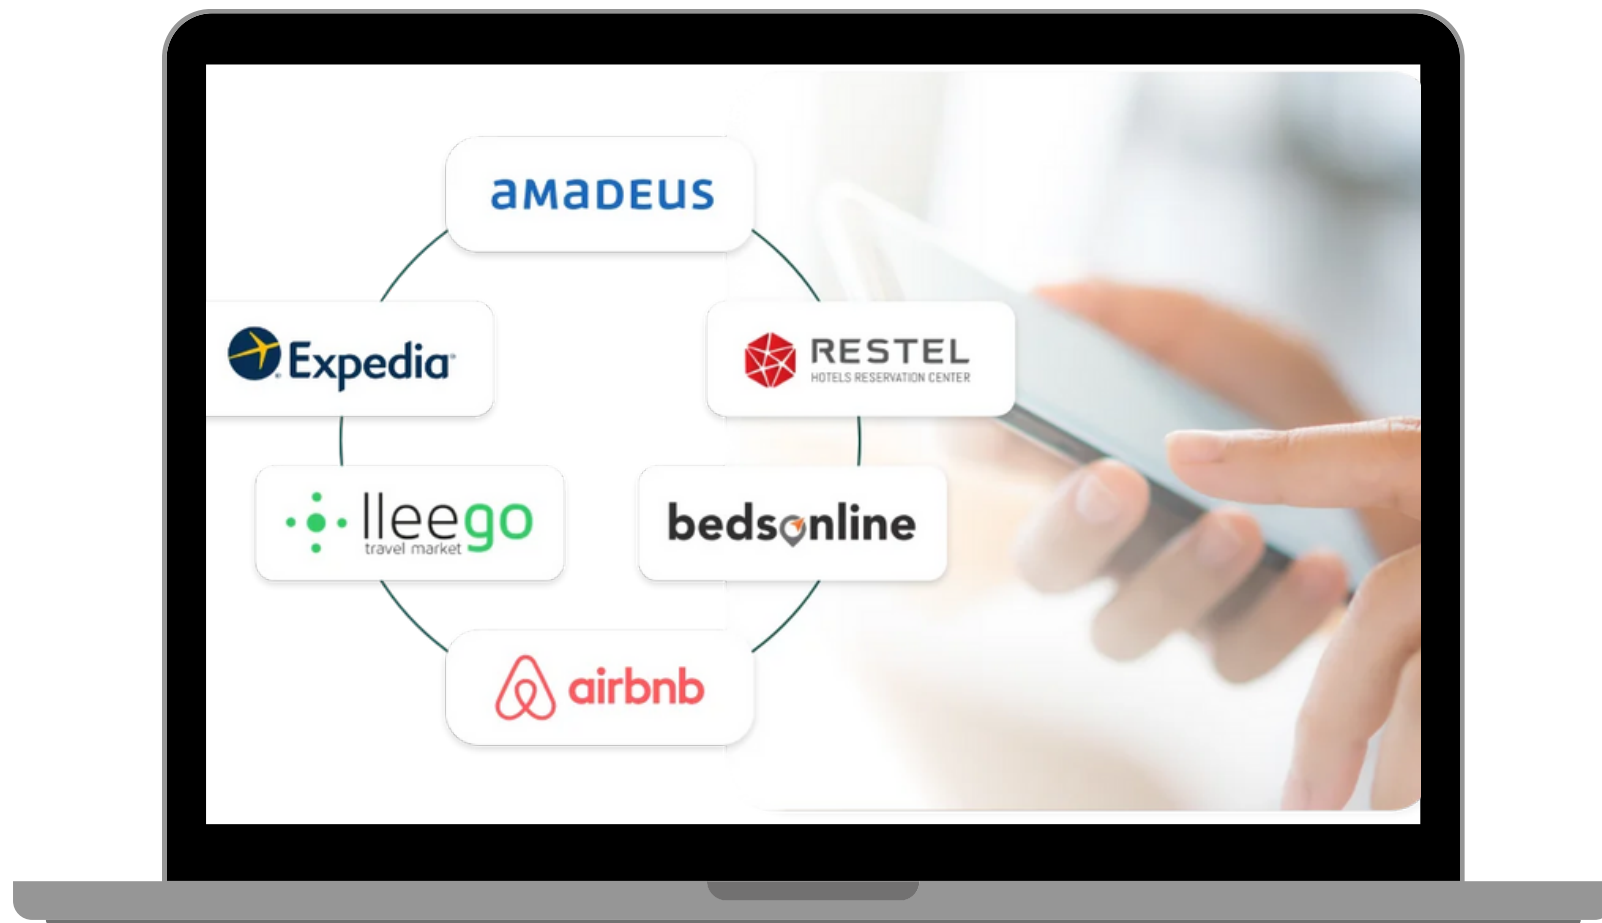 amadeus
Expedia
RESTEL
HOTELS RESERVATION CENTER
lleego
travel market
bedsonline
airbnb